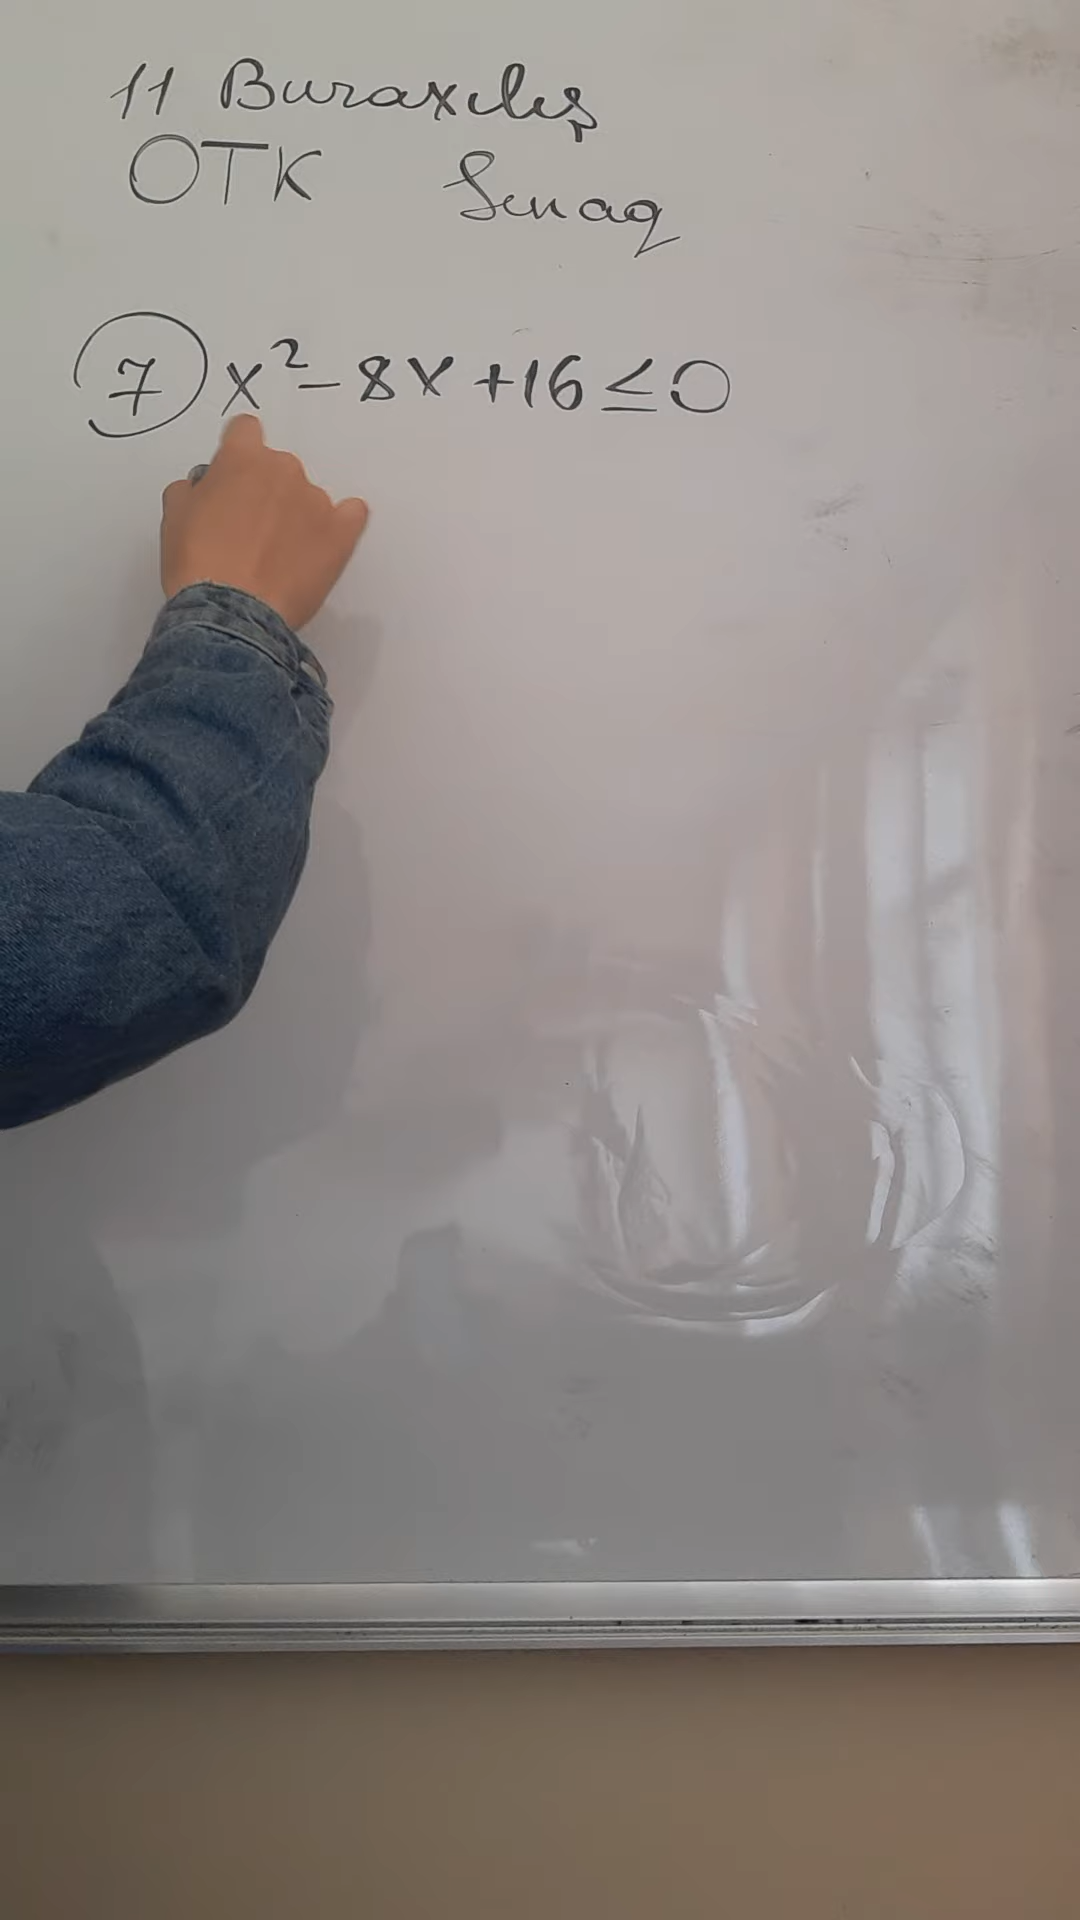 11 Buraxılış
OTK Sınaq
7 x² - 8x + 16 ≤ 0